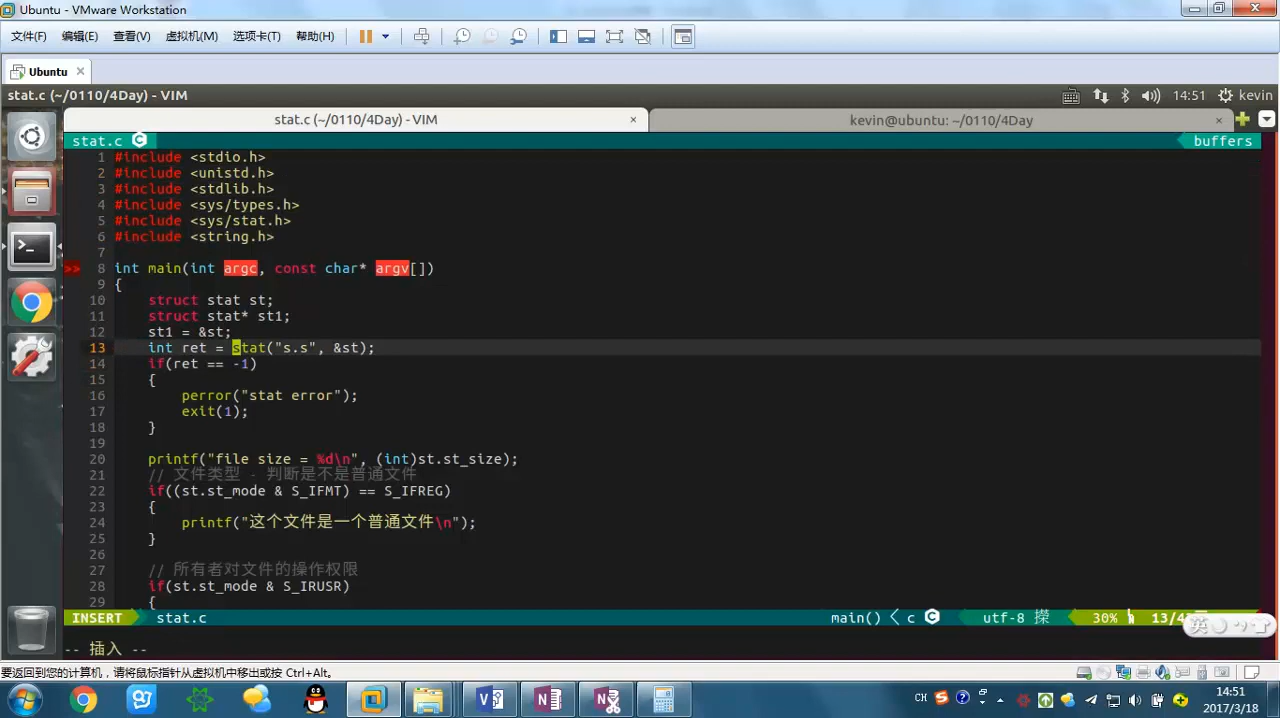 Ubuntu - VMware Workstation
文件(F) 编辑(E) 查看(V) 虚拟机(M) 选项卡(T) 帮助(H)
Ubuntu
stat.c (~/0110/4Day) - VIM 14:51 kevin
stat.c (~/0110/4Day) - VIM kevin@ubuntu: ~/0110/4Day
stat.c buffers
1 #include <stdio.h>
2 #include <unistd.h>
3 #include <stdlib.h>
4 #include <sys/types.h>
5 #include <sys/stat.h>
6 #include <string.h>
7
>> 8 int main(int argc, const char* argv[])
9 {
10 struct stat st;
11 struct stat* st1;
12 st1 = &st;
13 int ret = stat("s.s", &st);
14 if(ret == -1)
15 {
16 perror("stat error");
17 exit(1);
18 }
19
20 printf("file size = %d\n", (int)st.st_size);
21 // 文件类型 - 判断是不是普通文件
22 if((st.st_mode & S_IFMT) == S_IFREG)
23 {
24 printf("这个文件是一个普通文件\n");
25 }
26
27 // 所有者对文件的操作权限
28 if(st.st_mode & S_IRUSR)
29 {
INSERT stat.c main() < c utf-8 30% 13/4
英
-- 插入 --
要返回到您的计算机，请将鼠标指针从虚拟机中移出或按 Ctrl+Alt。
CH 14:51
2017/3/18